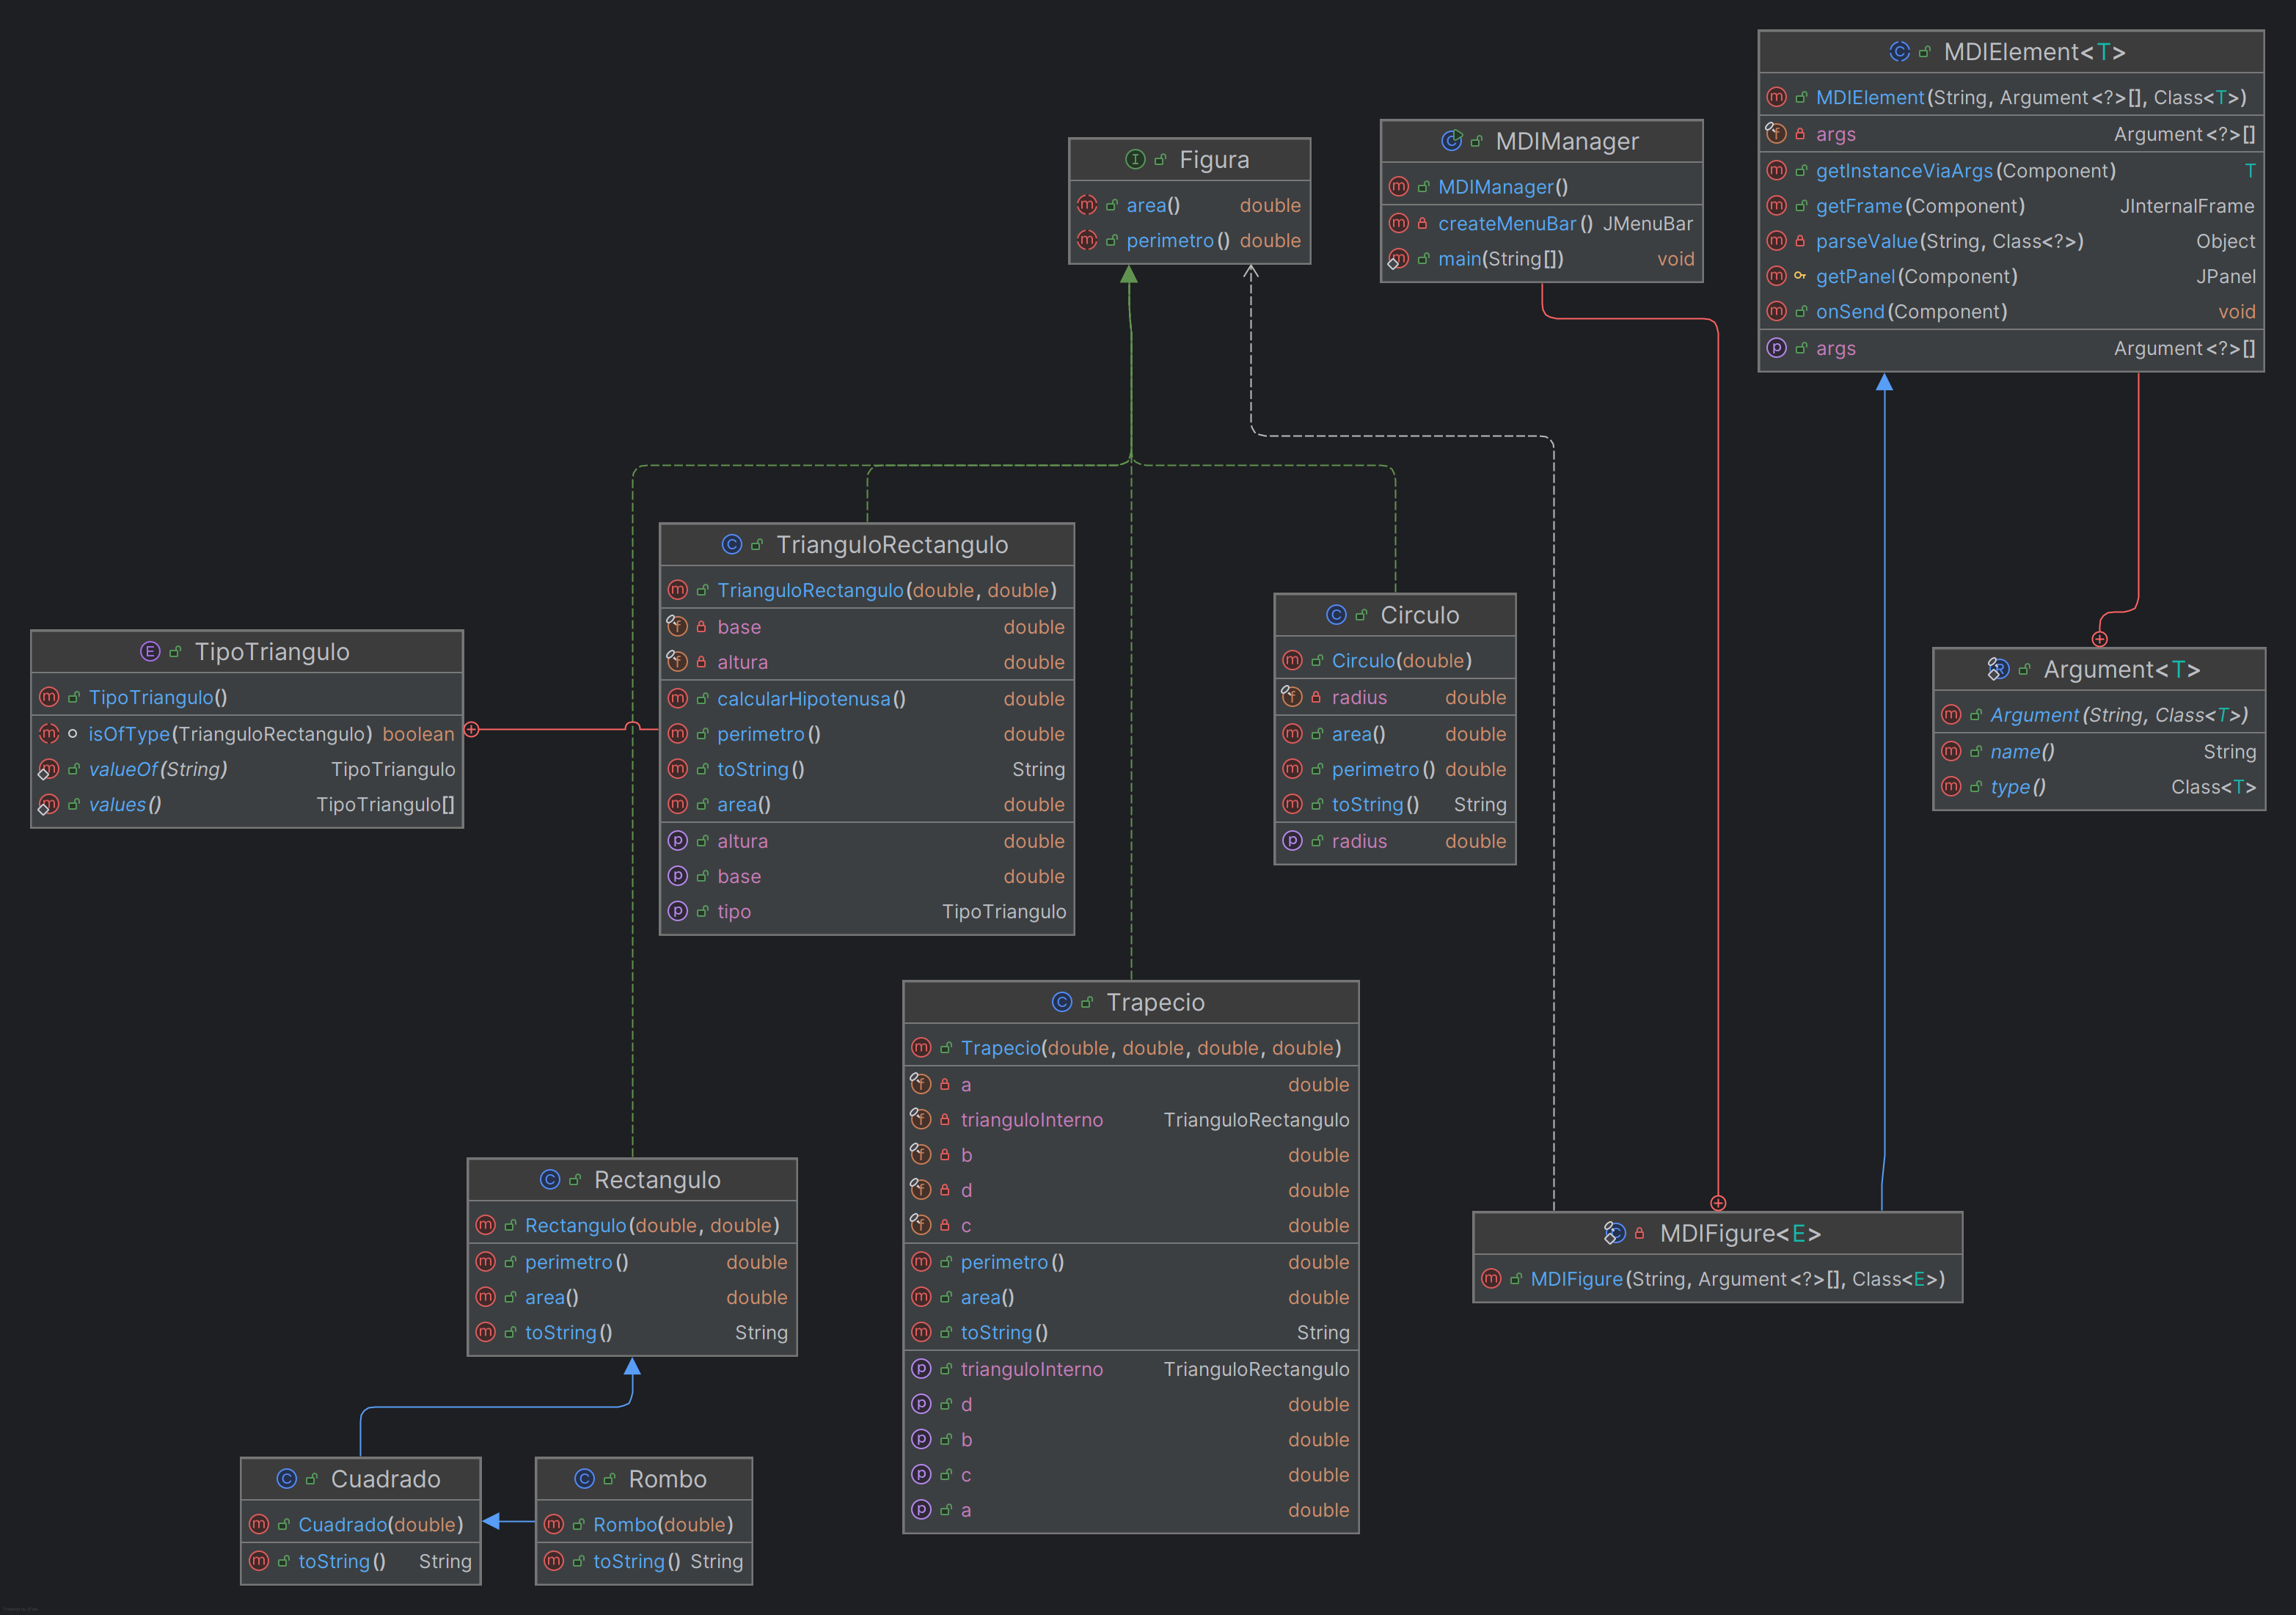 MDIElement<T>
MDIElement(String, Argument<?>[], Class<T>)
args Argument<?>[]
getInstanceViaArgs(Component) T
getFrame(Component) JInternalFrame
parseValue(String, Class<?>) Object
getPanel(Component) JPanel
onSend(Component) void
args Argument<?>[]
MDIManager
MDIManager()
createMenuBar() JMenuBar
main(String[]) void
Figura
area() double
perimetro() double
TrianguloRectangulo
TrianguloRectangulo(double, double)
base double
altura double
calcularHipotenusa() double
perimetro() double
toString() String
area() double
altura double
base double
tipo TipoTriangulo
Circulo
Circulo(double)
radius double
area() double
perimetro() double
toString() String
radius double
TipoTriangulo
TipoTriangulo()
isOfType(TrianguloRectangulo) boolean
valueOf(String) TipoTriangulo
values() TipoTriangulo[]
Argument<T>
Argument(String, Class<T>)
name() String
type() Class<T>
Trapecio
Trapecio(double, double, double, double)
a double
trianguloInterno TrianguloRectangulo
b double
d double
c double
perimetro() double
area() double
toString() String
trianguloInterno TrianguloRectangulo
d double
b double
c double
a double
Rectangulo
Rectangulo(double, double)
perimetro() double
area() double
toString() String
MDIFigure<E>
MDIFigure(String, Argument<?>[], Class<E>)
Cuadrado
Cuadrado(double)
toString() String
Rombo
Rombo(double)
toString() String